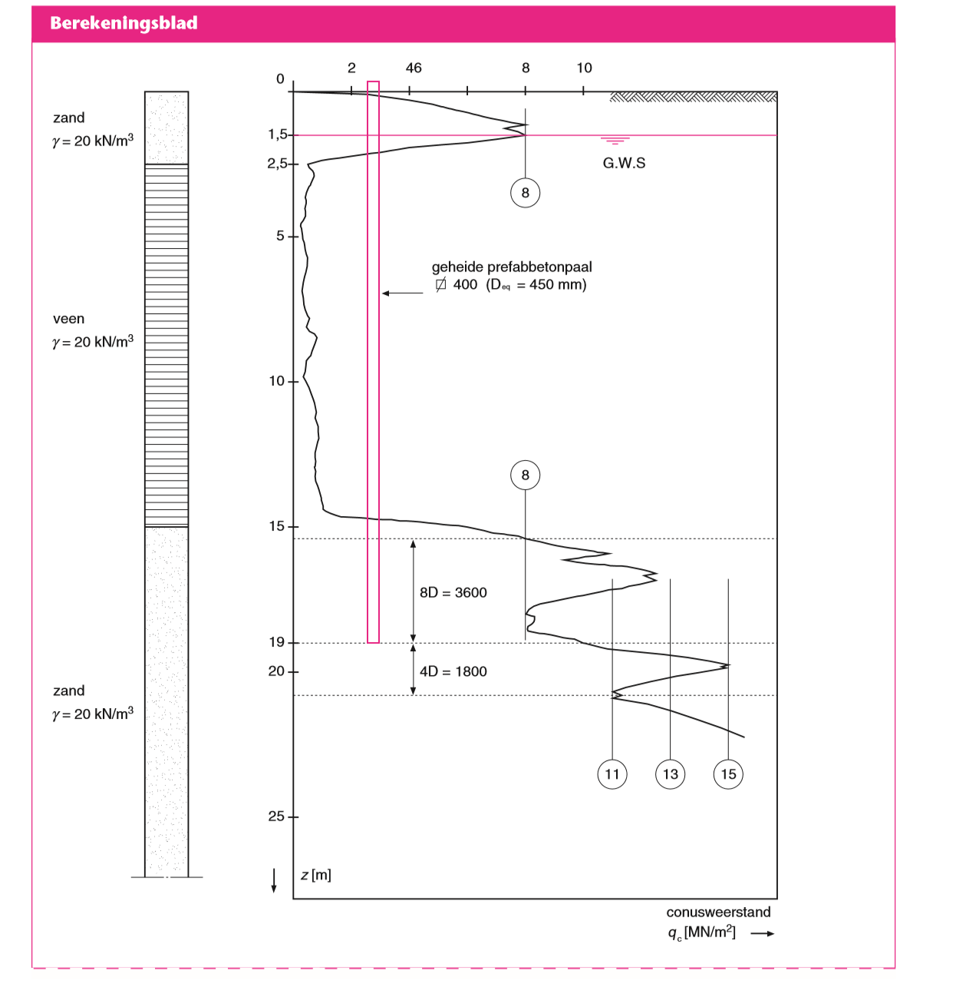 Berekeningsblad
2 46 8 10
0
zand
γ = 20 kN/m³
1,5
2,5
G.W.S
8
5
geheide prefabbetonpaal
⍁ 400 (Deq = 450 mm)
veen
γ = 20 kN/m³
10
8
15
8D = 3600
19
20
4D = 1800
zand
γ = 20 kN/m³
11 13 15
25
z [m]
conusweerstand
qc [MN/m²]